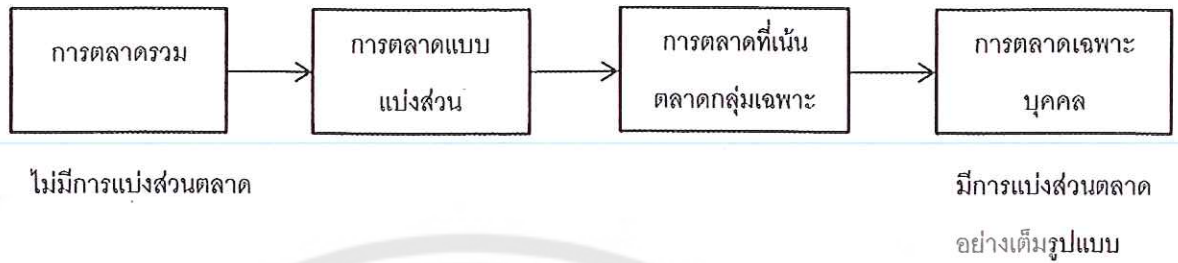 การตลาดรวม
การตลาดแบบ
แบ่งส่วน
การตลาดที่เน้น
ตลาดกลุ่มเฉพาะ
การตลาดเฉพาะ
บุคคล
ไม่มีการแบ่งส่วนตลาด
มีการแบ่งส่วนตลาด
อย่างเต็มรูปแบบ